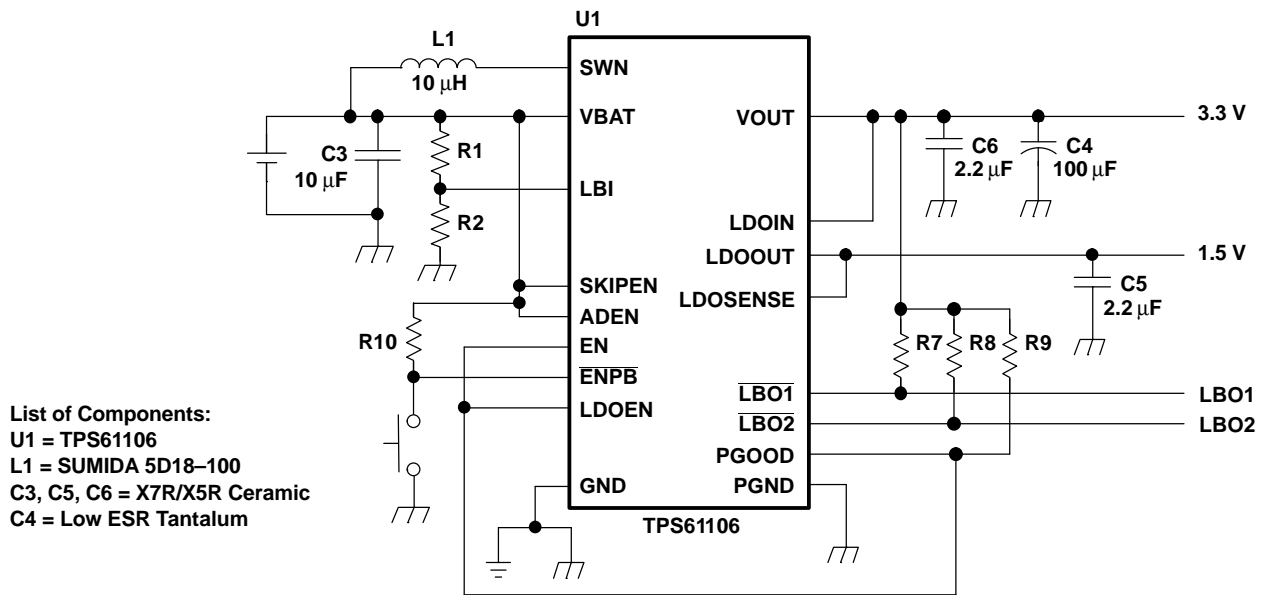 U1
L1
10 μH
SWN
VBAT
VOUT
3.3 V
C3
10 μF
R1
C6
2.2 μF
C4
100 μF
LBI
R2
LDOIN
LDOOUT
1.5 V
SKIPEN
LDOSENSE
C5
2.2 μF
ADEN
R10
EN
R7
R8
R9
ENPB
LBO1
LBO1
LDOEN
LBO2
LBO2
PGOOD
GND
PGND
TPS61106
List of Components:
U1 = TPS61106
L1 = SUMIDA 5D18–100
C3, C5, C6 = X7R/X5R Ceramic
C4 = Low ESR Tantalum